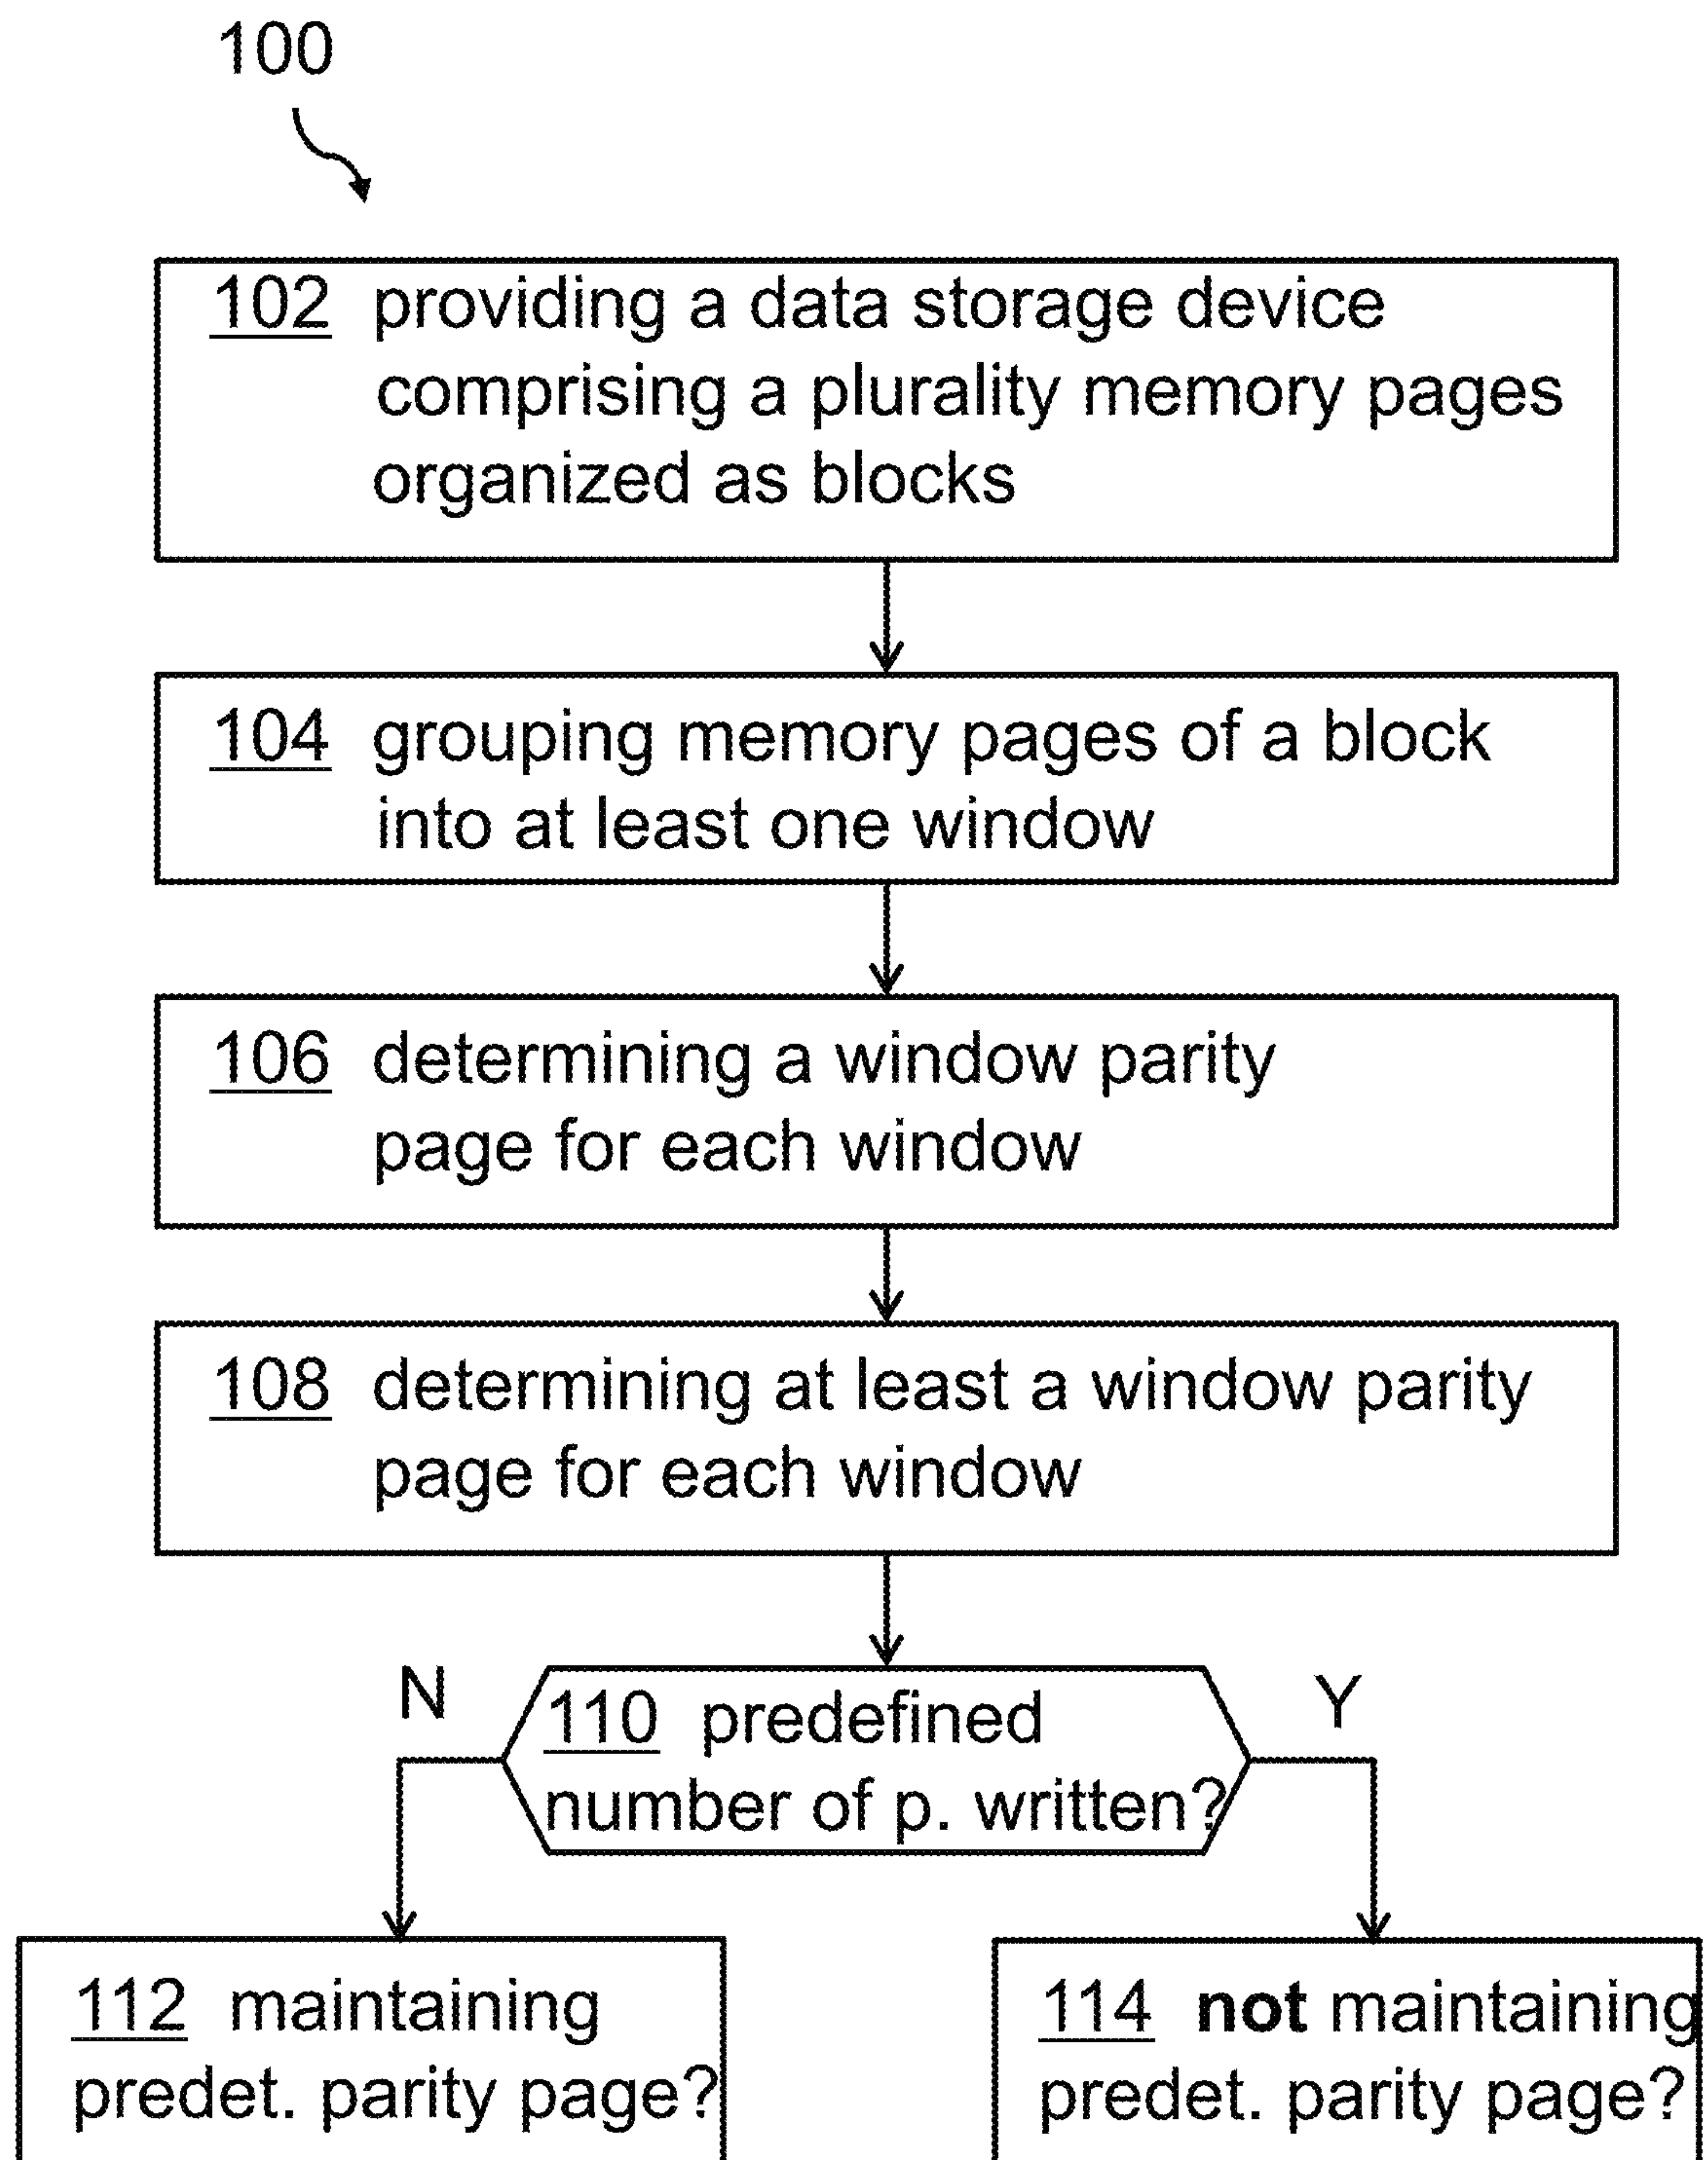 100
102 providing a data storage device
comprising a plurality memory pages
organized as blocks
104 grouping memory pages of a block
into at least one window
106 determining a window parity
page for each window
108 determining at least a window parity
page for each window
N
110 predefined
number of p. written?
Y
112 maintaining
predet. parity page?
114 not maintaining
predet. parity page?